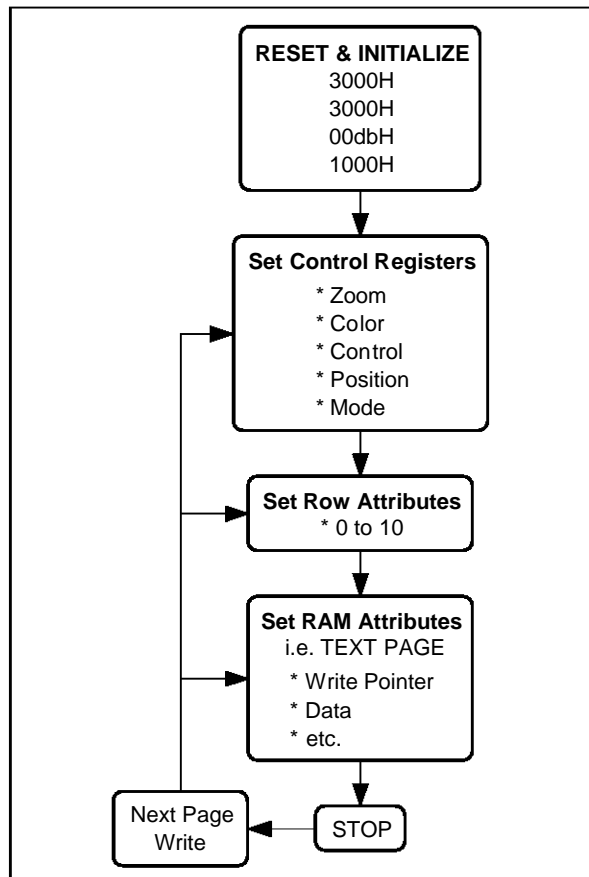 RESET & INITIALIZE
3000H
3000H
00dbH
1000H
Set Control Registers
* Zoom
* Color
* Control
* Position
* Mode
Set Row Attributes
* 0 to 10
Set RAM Attributes
i.e. TEXT PAGE
* Write Pointer
* Data
* etc.
Next Page
Write
STOP